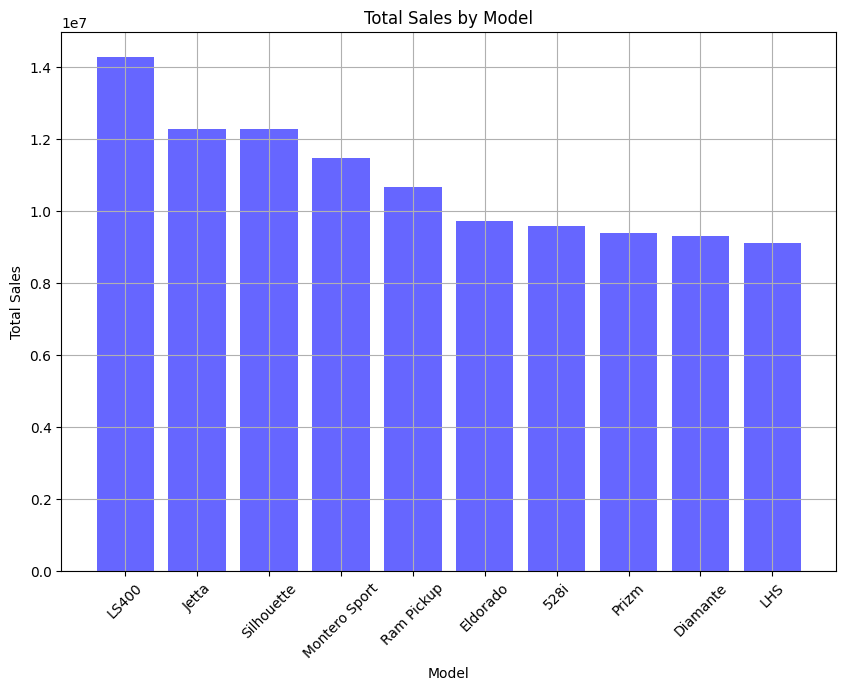 Total Sales by Model
1e7
1.4
1.2
1.0
0.8
0.6
0.4
0.2
0.0
Total Sales
LS400
Jetta
Silhouette
Montero Sport
Ram Pickup
Eldorado
528i
Prizm
Diamante
LHS
Model